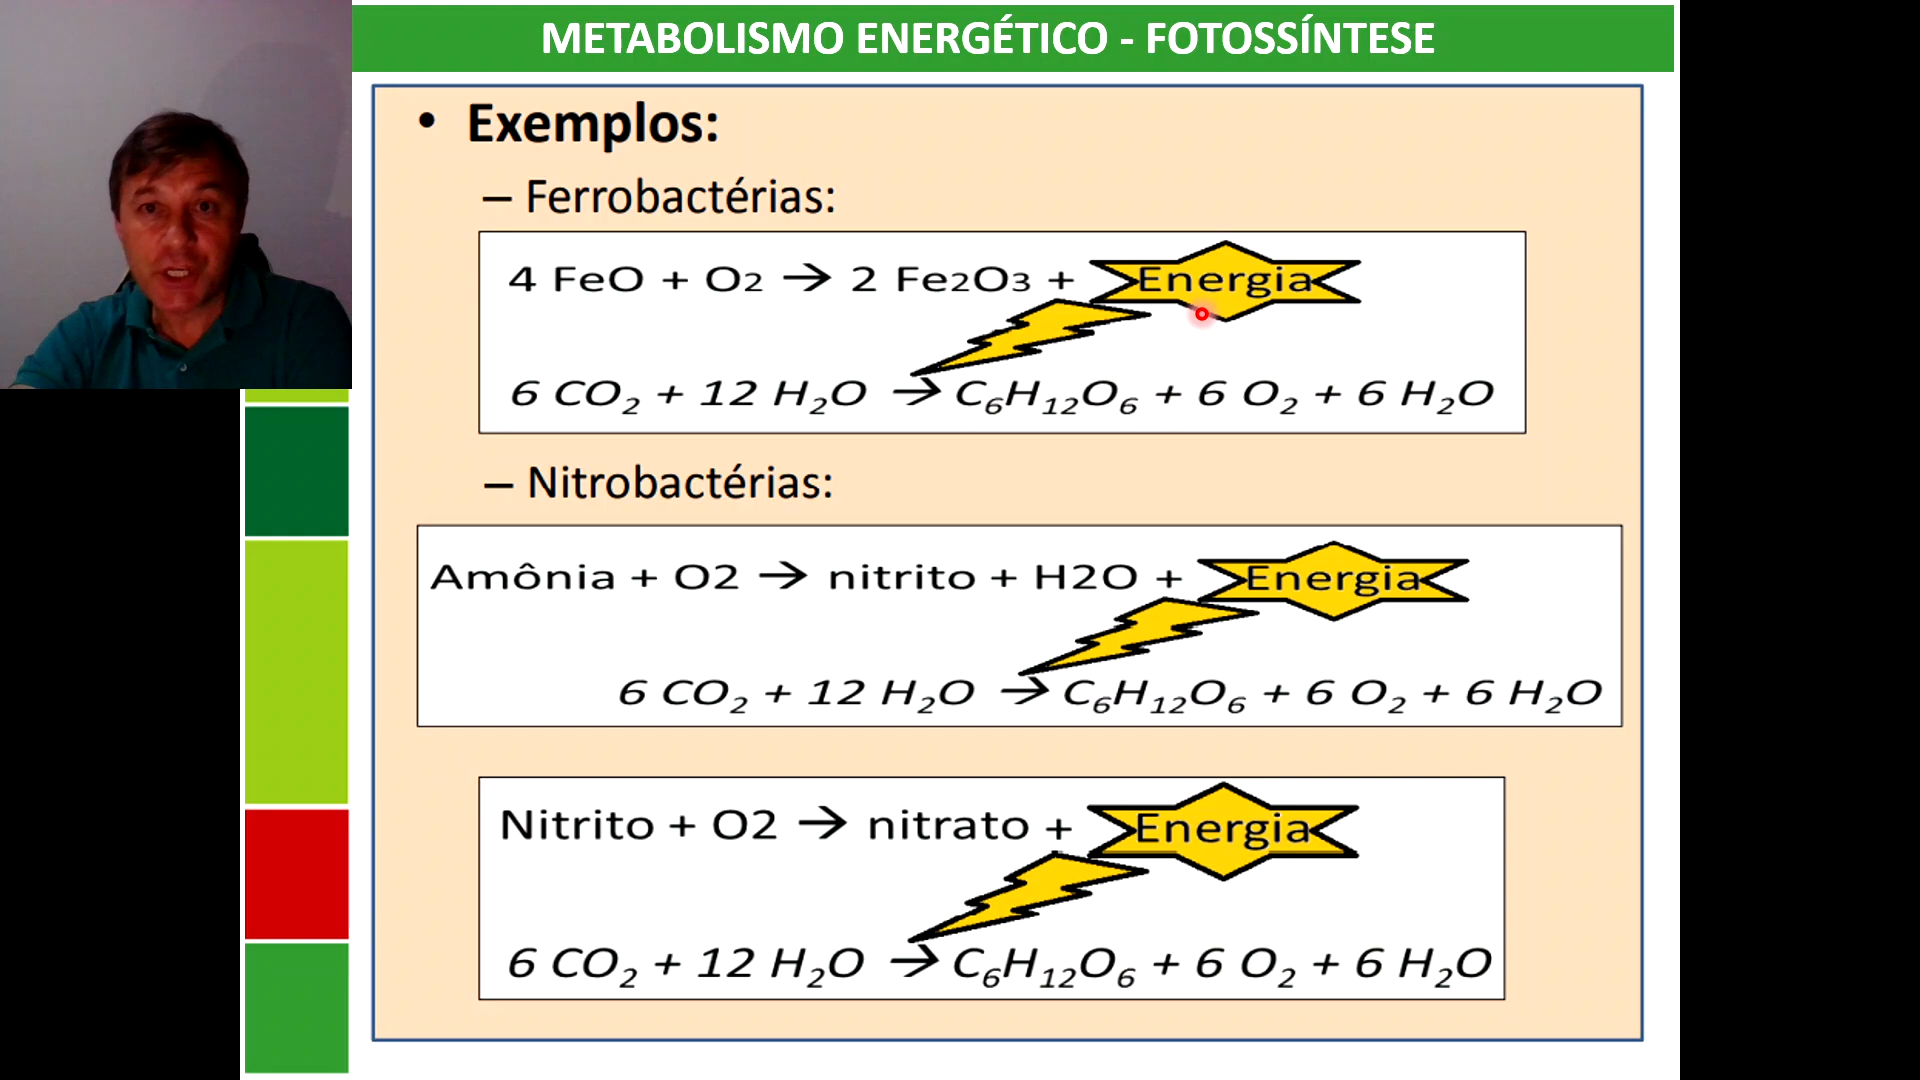 METABOLISMO ENERGÉTICO - FOTOSSÍNTESE
• Exemplos:
– Ferrobactérias:
4 FeO + O2 → 2 Fe2O3 + Energia
6 CO₂ + 12 H₂O → C₆H₁₂O₆ + 6 O₂ + 6 H₂O
– Nitrobactérias:
Amônia + O2 → nitrito + H2O + Energia
6 CO₂ + 12 H₂O → C₆H₁₂O₆ + 6 O₂ + 6 H₂O
Nitrito + O2 → nitrato + Energia
6 CO₂ + 12 H₂O → C₆H₁₂O₆ + 6 O₂ + 6 H₂O